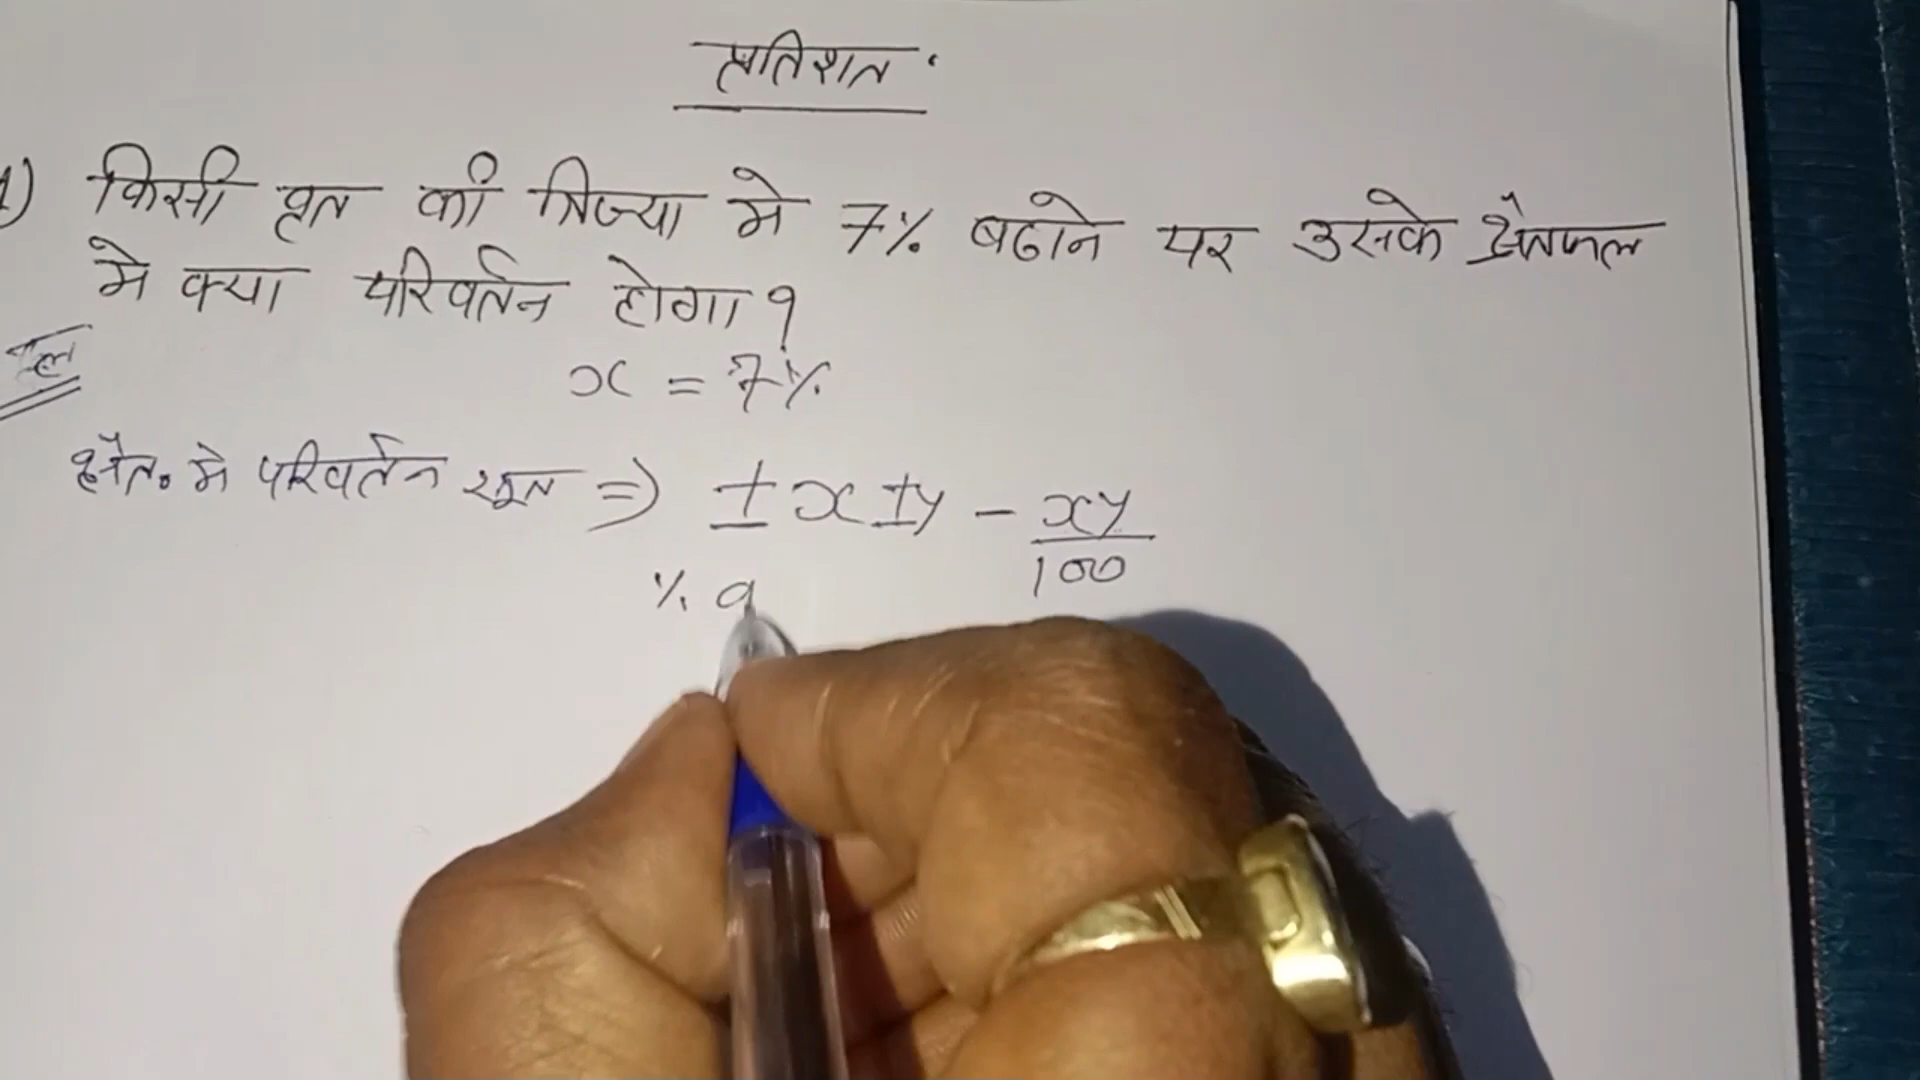 प्रतिशत
1) किसी वृत की त्रिज्या मे 7% बढाने पर उसके क्षेत्रफल
मे क्या परिवर्तन होगा?
हल
x = 7%
क्षेत्र. मे परिवर्तन सूत्र ⇒ ± x ± y - xy/100
%